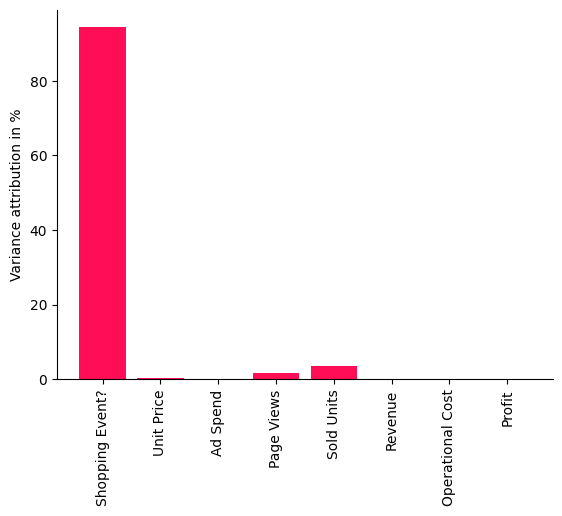 Variance attribution in %
80
60
40
20
0
Shopping Event?
Unit Price
Ad Spend
Page Views
Sold Units
Revenue
Operational Cost
Profit